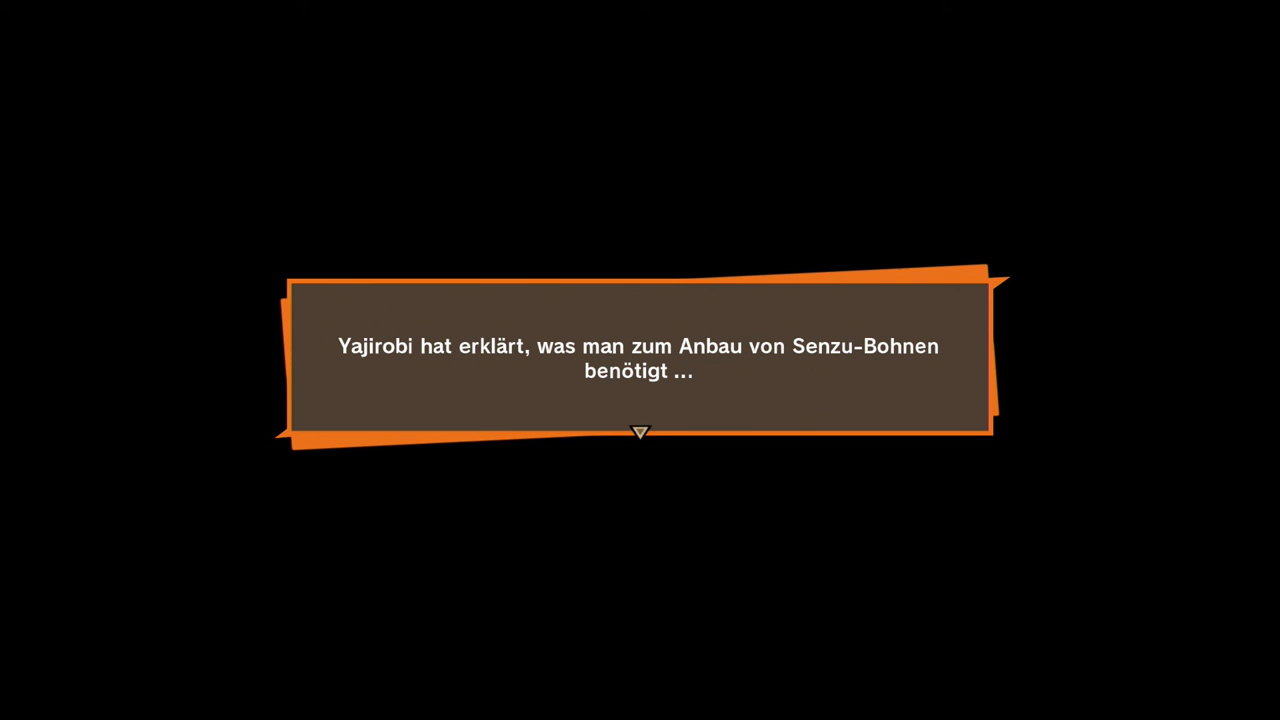 Yajirobi hat erklärt, was man zum Anbau von Senzu-Bohnen
benötigt ...